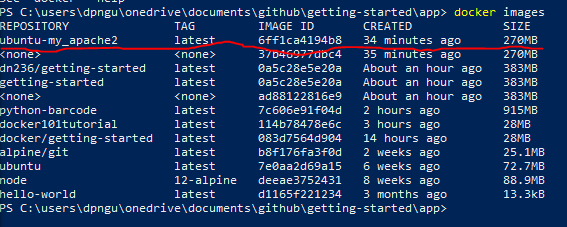 PS C:\users\dpngu\onedrive\documents\github\getting-started\app> docker images
REPOSITORY TAG IMAGE ID CREATED SIZE
ubuntu-my_apache2 latest 6ff1ca4194b8 34 minutes ago 270MB
<none> <none> 37b46977dbc4 35 minutes ago 270MB
dn236/getting-started latest 0a5c28e5e20a About an hour ago 383MB
getting-started latest 0a5c28e5e20a About an hour ago 383MB
<none> <none> ad88122816e9 About an hour ago 383MB
python-barcode latest 7c606e91f04d 2 hours ago 915MB
docker101tutorial latest 114b78478e6c 3 hours ago 28MB
docker/getting-started latest 083d7564d904 14 hours ago 28MB
alpine/git latest b8f176fa3f0d 2 weeks ago 25.1MB
ubuntu latest 7e0aa2d69a15 6 weeks ago 72.7MB
node 12-alpine deeae3752431 8 weeks ago 88.9MB
hello-world latest d1165f221234 3 months ago 13.3kB
PS C:\users\dpngu\onedrive\documents\github\getting-started\app>